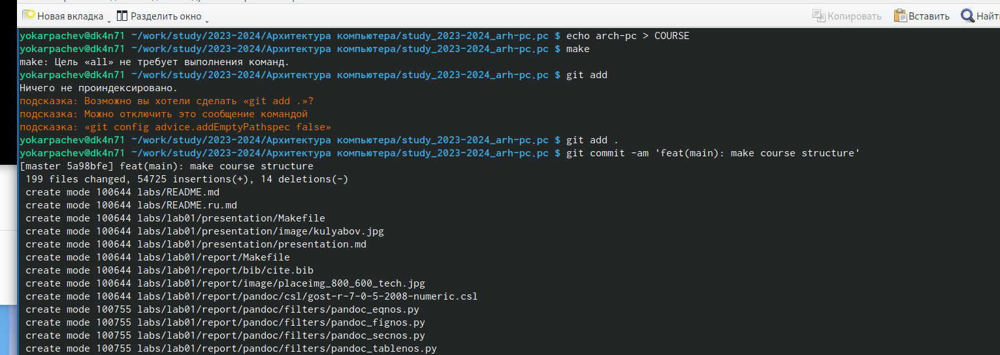 Новая вкладка Разделить окно Копировать Вставить Найти
yokarpachev@dk4n71 ~/work/study/2023-2024/Архитектура компьютера/study_2023-2024_arh-pc.pc $ echo arch-pc > COURSE
yokarpachev@dk4n71 ~/work/study/2023-2024/Архитектура компьютера/study_2023-2024_arh-pc.pc $ make
make: Цель «all» не требует выполнения команд.
yokarpachev@dk4n71 ~/work/study/2023-2024/Архитектура компьютера/study_2023-2024_arh-pc.pc $ git add
Ничего не проиндексировано.
подсказка: Возможно вы хотели сделать «git add .»?
подсказка: Можно отключить это сообщение командой
подсказка: «git config advice.addEmptyPathspec false»
yokarpachev@dk4n71 ~/work/study/2023-2024/Архитектура компьютера/study_2023-2024_arh-pc.pc $ git add .
yokarpachev@dk4n71 ~/work/study/2023-2024/Архитектура компьютера/study_2023-2024_arh-pc.pc $ git commit -am 'feat(main): make course structure'
[master 5a98bfe] feat(main): make course structure
 199 files changed, 54725 insertions(+), 14 deletions(-)
 create mode 100644 labs/README.md
 create mode 100644 labs/README.ru.md
 create mode 100644 labs/lab01/presentation/Makefile
 create mode 100644 labs/lab01/presentation/image/kulyabov.jpg
 create mode 100644 labs/lab01/presentation/presentation.md
 create mode 100644 labs/lab01/report/Makefile
 create mode 100644 labs/lab01/report/bib/cite.bib
 create mode 100644 labs/lab01/report/image/placeimg_800_600_tech.jpg
 create mode 100644 labs/lab01/report/pandoc/csl/gost-r-7-0-5-2008-numeric.csl
 create mode 100755 labs/lab01/report/pandoc/filters/pandoc_eqnos.py
 create mode 100755 labs/lab01/report/pandoc/filters/pandoc_fignos.py
 create mode 100755 labs/lab01/report/pandoc/filters/pandoc_secnos.py
 create mode 100755 labs/lab01/report/pandoc/filters/pandoc_tablenos.py